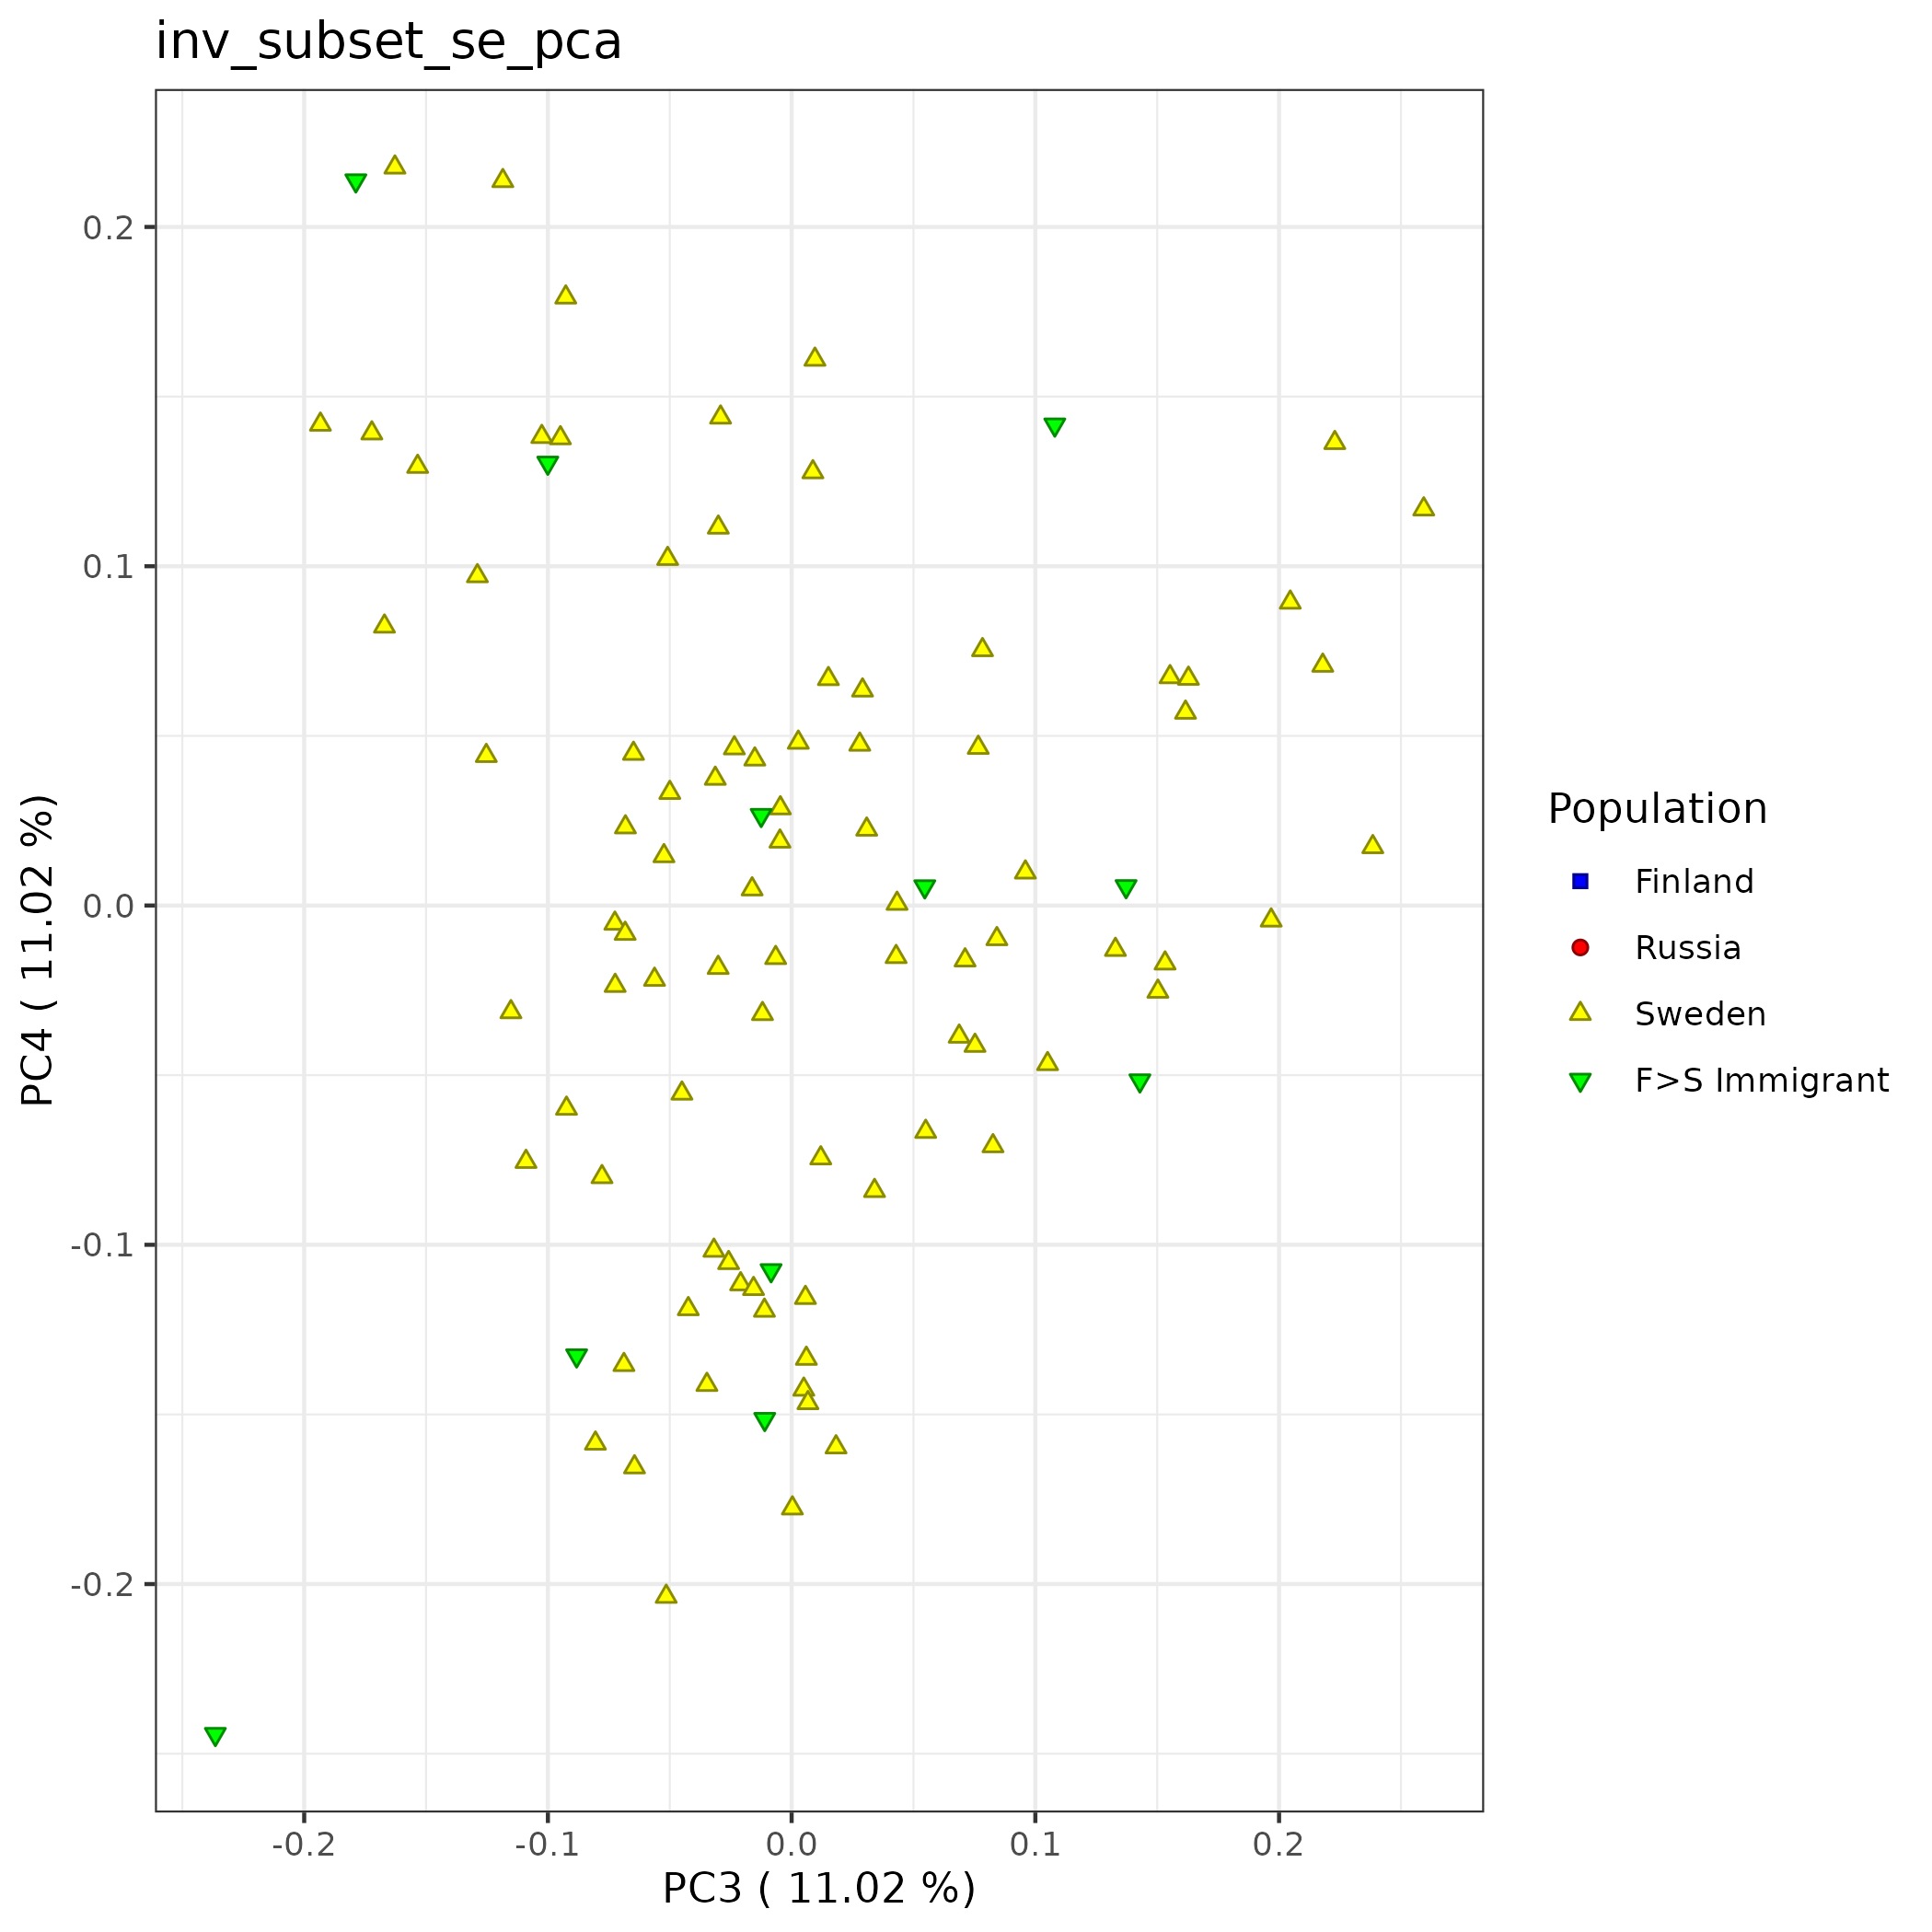 inv_subset_se_pca
PC4 ( 11.02 %)
0.2
0.1
0.0
-0.1
-0.2
-0.2
-0.1
0.0
0.1
0.2
PC3 ( 11.02 %)
Population
Finland
Russia
Sweden
F>S Immigrant